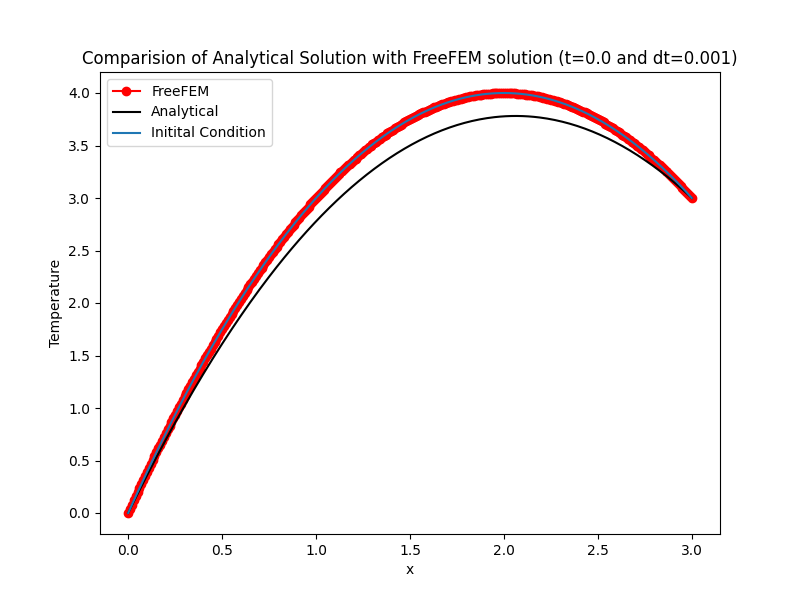 Comparision of Analytical Solution with FreeFEM solution (t=0.0 and dt=0.001)
FreeFEM
Analytical
Initital Condition
4.0
3.5
3.0
2.5
2.0
1.5
1.0
0.5
0.0
Temperature
0.0 0.5 1.0 1.5 2.0 2.5 3.0
x